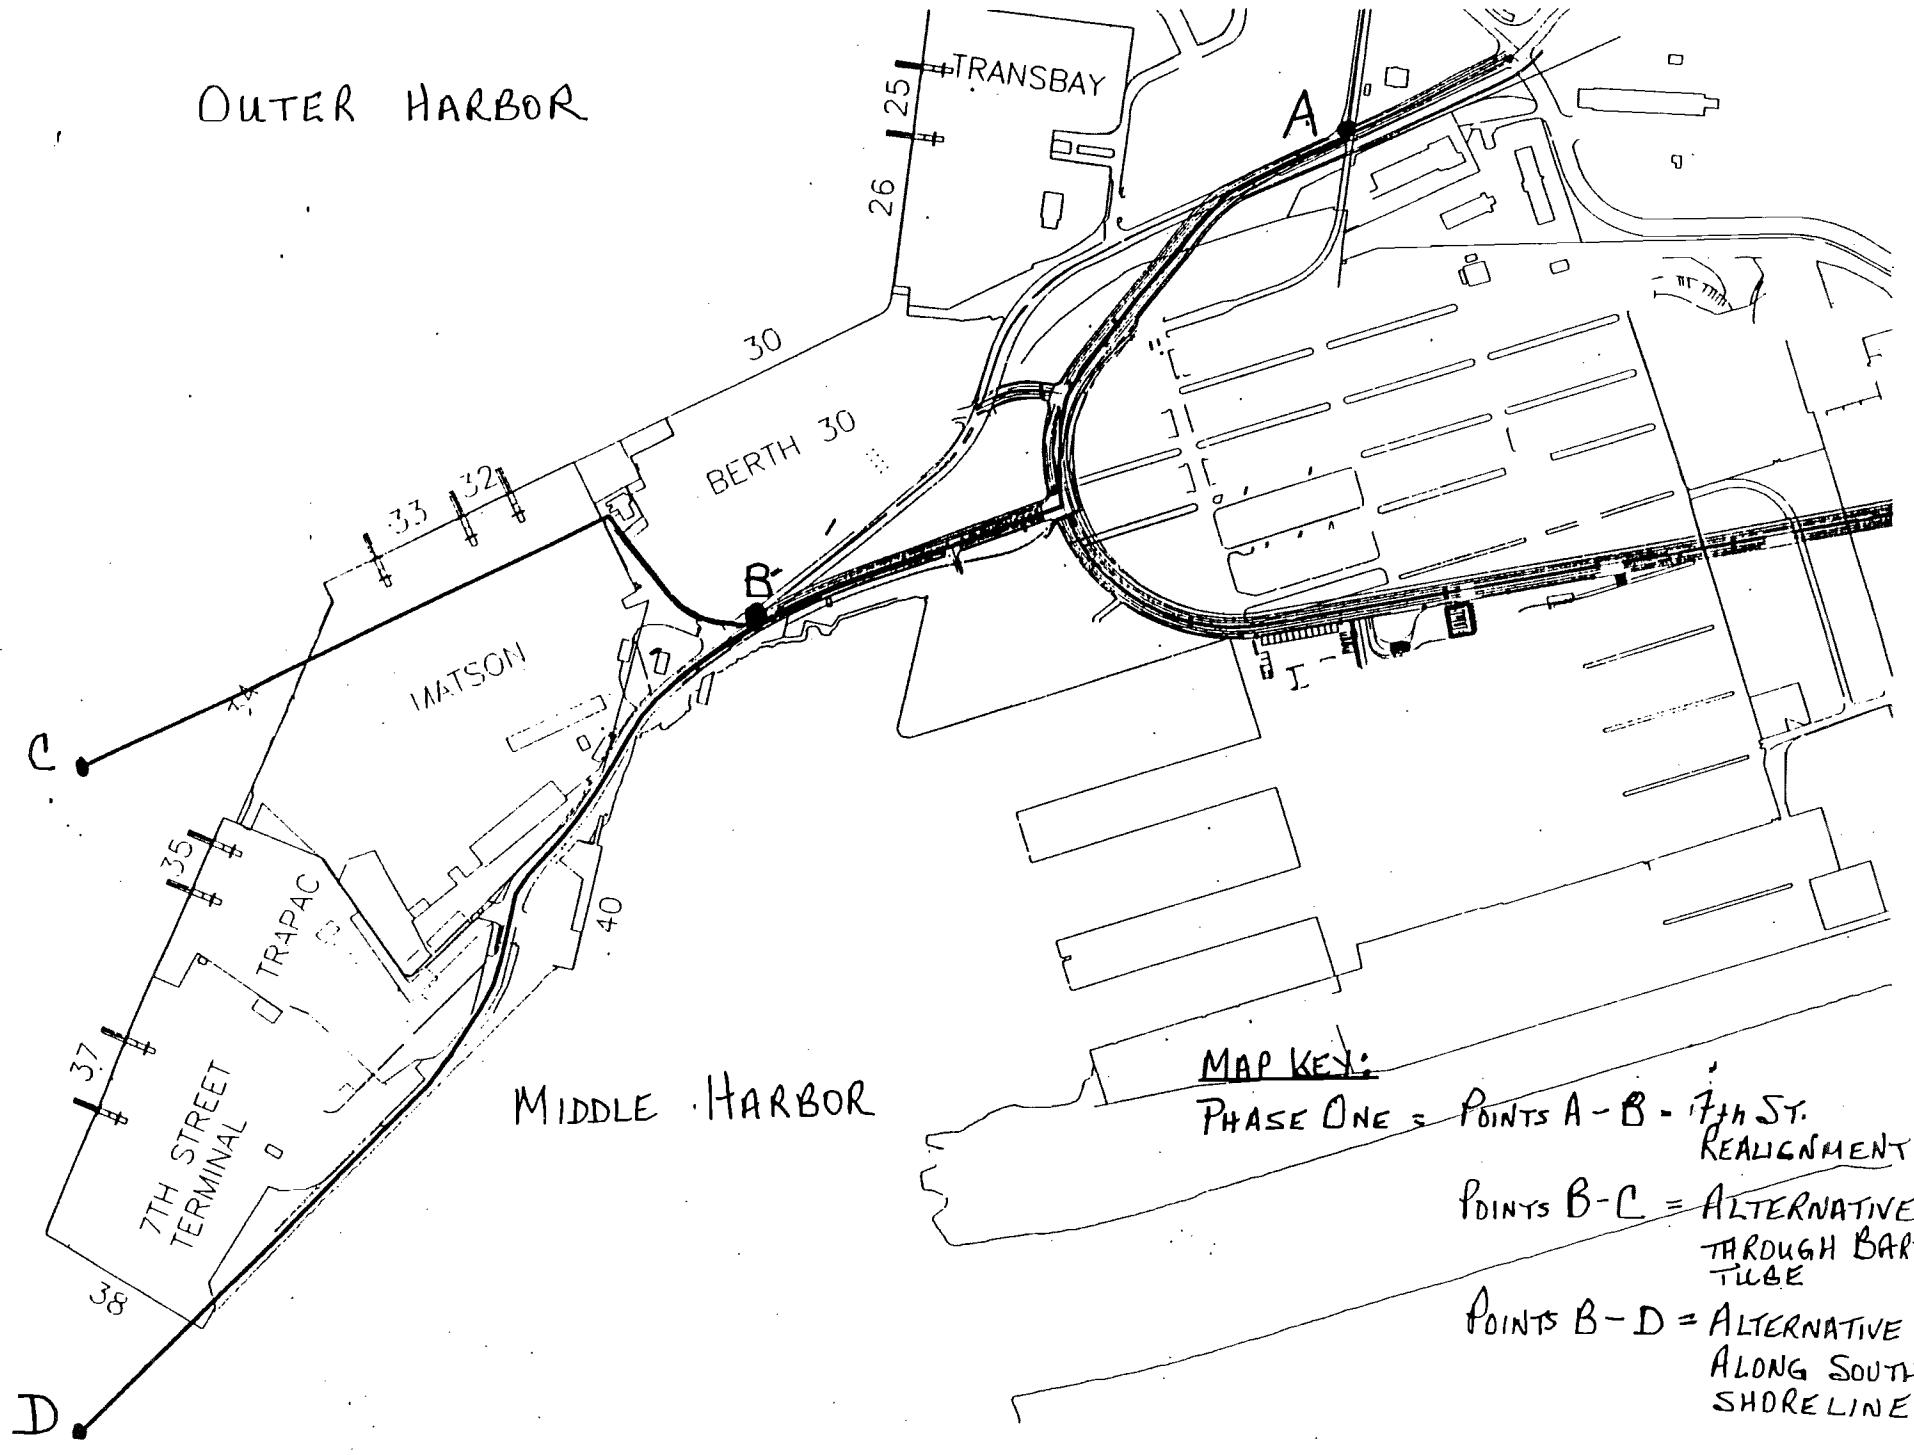 OUTER HARBOR
TRANSBAY
25
26
A
30
BERTH 30
32
33
B
MATSON
C
35
TRAPAC
40
37
7TH STREET
TERMINAL
38
D
MIDDLE HARBOR
MAP KEY:
PHASE ONE = POINTS A - B - 7th ST.
REALIGNMENT
POINTS B - C = ALTERNATIVE
THROUGH BAR
TUBE
POINTS B - D = ALTERNATIVE
ALONG SOUTH
SHORELINE